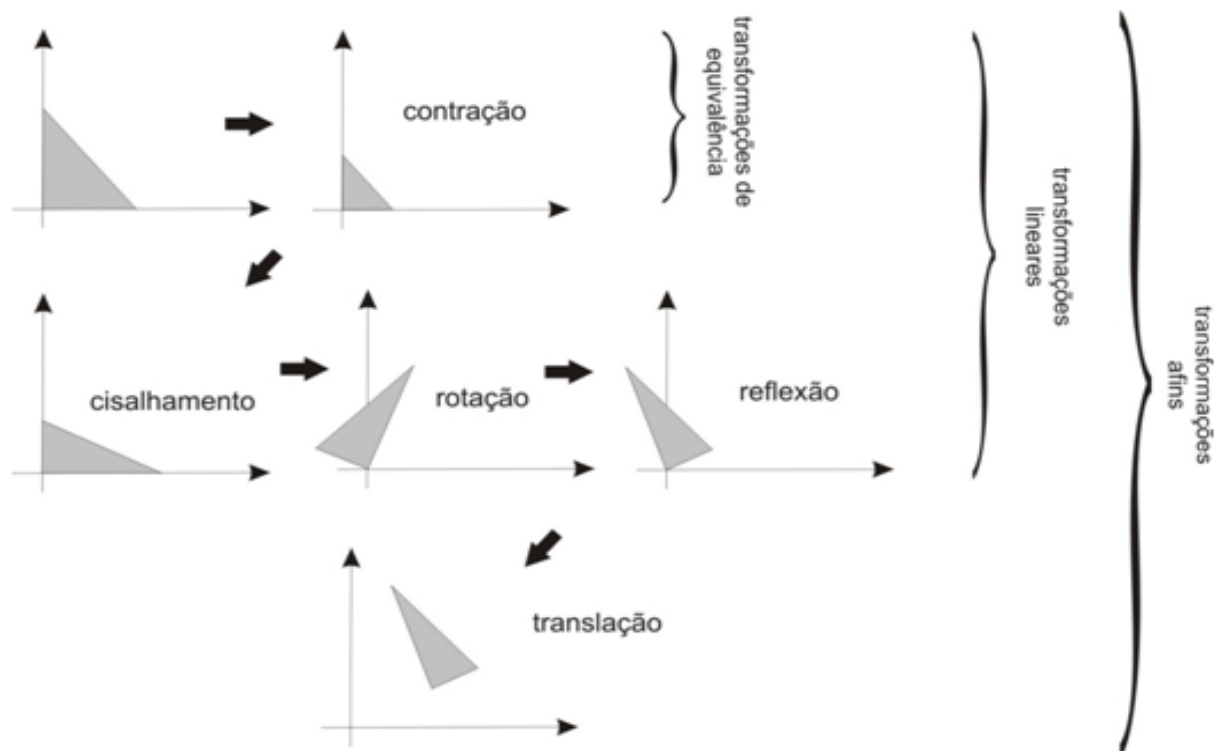 contração
transformações de
equivalência
transformações
lineares
cisalhamento
rotação
reflexão
transformações
afins
translação